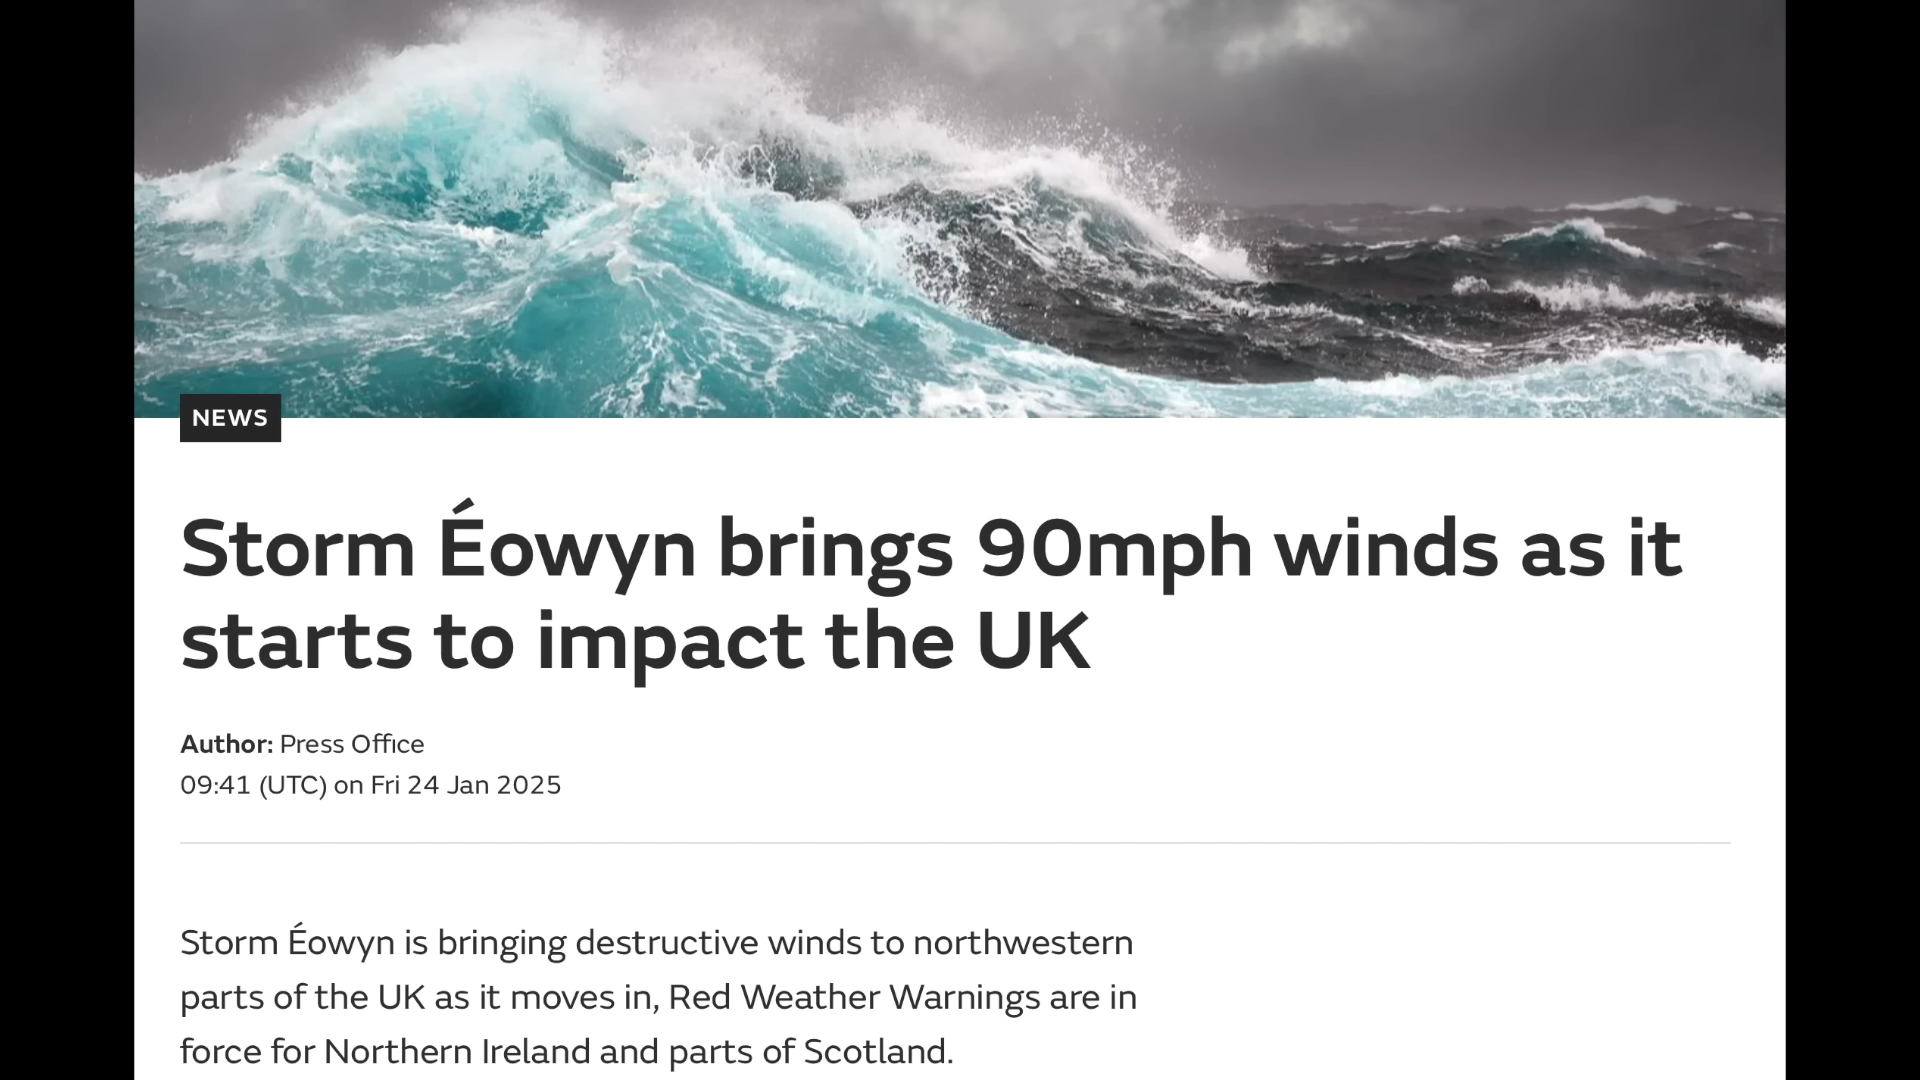 NEWS
Storm Éowyn brings 90mph winds as it
starts to impact the UK
Author: Press Office
09:41 (UTC) on Fri 24 Jan 2025
Storm Éowyn is bringing destructive winds to northwestern
parts of the UK as it moves in, Red Weather Warnings are in
force for Northern Ireland and parts of Scotland.